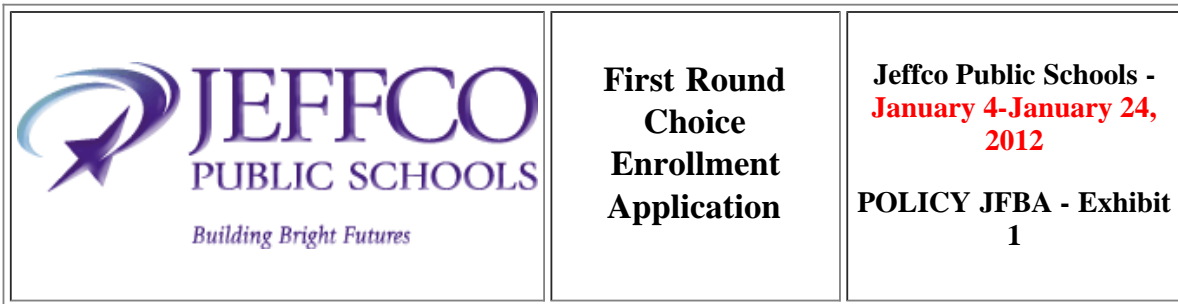 JEFFCO
PUBLIC SCHOOLS
Building Bright Futures
First Round
Choice
Enrollment
Application
Jeffco Public Schools -
January 4-January 24,
2012
POLICY JFBA - Exhibit
1